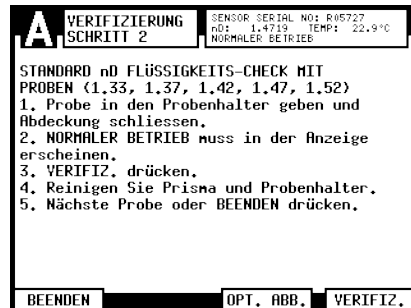 A
VERIFIZIERUNG
SCHRITT 2
SENSOR SERIAL NO: R05727
nD: 1.4719 TEMP: 22.9°C
NORMALER BETRIEB
STANDARD nD FLÜSSIGKEITS-CHECK MIT
PROBEN (1.33, 1.37, 1.42, 1.47, 1.52)
1. Probe in den Probenhalter geben und
Abdeckung schliessen.
2. NORMALER BETRIEB muss in der Anzeige
erscheinen.
3. VERIFIZ. drücken.
4. Reinigen Sie Prisma und Probenhalter.
5. Nächste Probe oder BEENDEN drücken.
BEENDEN OPT. ABB. VERIFIZ.